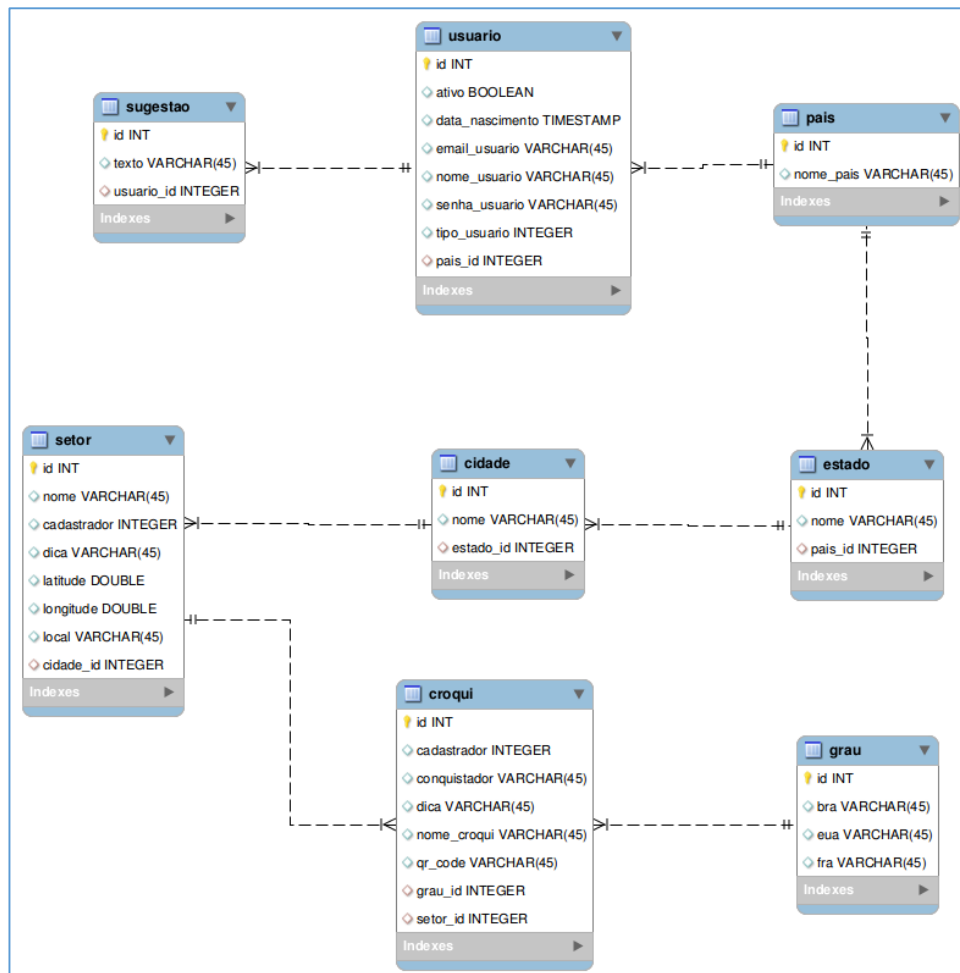 usuario
id INT
ativo BOOLEAN
data_nascimento TIMESTAMP
email_usuario VARCHAR(45)
nome_usuario VARCHAR(45)
senha_usuario VARCHAR(45)
tipo_usuario INTEGER
pais_id INTEGER
Indexes
sugestao
id INT
texto VARCHAR(45)
usuario_id INTEGER
Indexes
pais
id INT
nome_pais VARCHAR(45)
Indexes
setor
id INT
nome VARCHAR(45)
cadastrador INTEGER
dica VARCHAR(45)
latitude DOUBLE
longitude DOUBLE
local VARCHAR(45)
cidade_id INTEGER
Indexes
cidade
id INT
nome VARCHAR(45)
estado_id INTEGER
Indexes
estado
id INT
nome VARCHAR(45)
pais_id INTEGER
Indexes
croqui
id INT
cadastrador INTEGER
conquistador VARCHAR(45)
dica VARCHAR(45)
nome_croqui VARCHAR(45)
qr_code VARCHAR(45)
grau_id INTEGER
setor_id INTEGER
Indexes
grau
id INT
bra VARCHAR(45)
eua VARCHAR(45)
fra VARCHAR(45)
Indexes